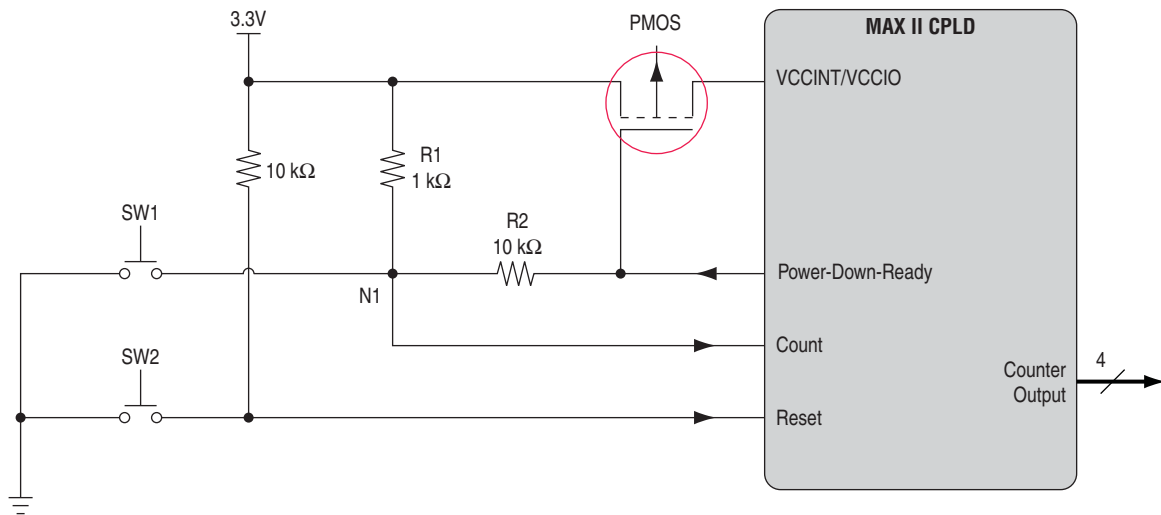 3.3V
PMOS
MAX II CPLD
VCCINT/VCCIO
10 kΩ
R1
1 kΩ
SW1
R2
10 kΩ
Power-Down-Ready
N1
SW2
Count
4
Counter
Output
Reset